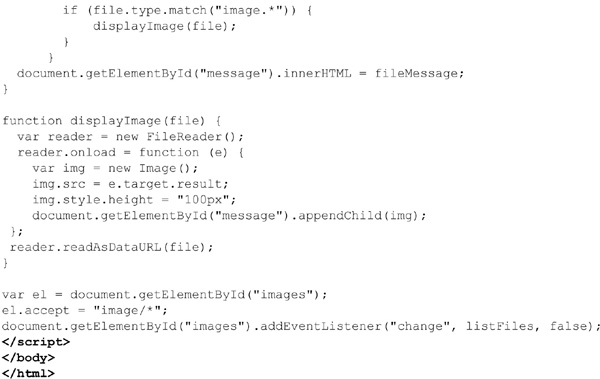 if (file.type.match("image.*")) {
            displayImage(file);
        }
      }
  document.getElementById("message").innerHTML = fileMessage;
}

function displayImage(file) {
  var reader = new FileReader();
  reader.onload = function (e) {
    var img = new Image();
    img.src = e.target.result;
    img.style.height = "100px";
    document.getElementById("message").appendChild(img);
  };
 reader.readAsDataURL(file);
}

var el = document.getElementById("images");
el.accept = "image/*";
document.getElementById("images").addEventListener("change", listFiles, false);
</script>
</body>
</html>